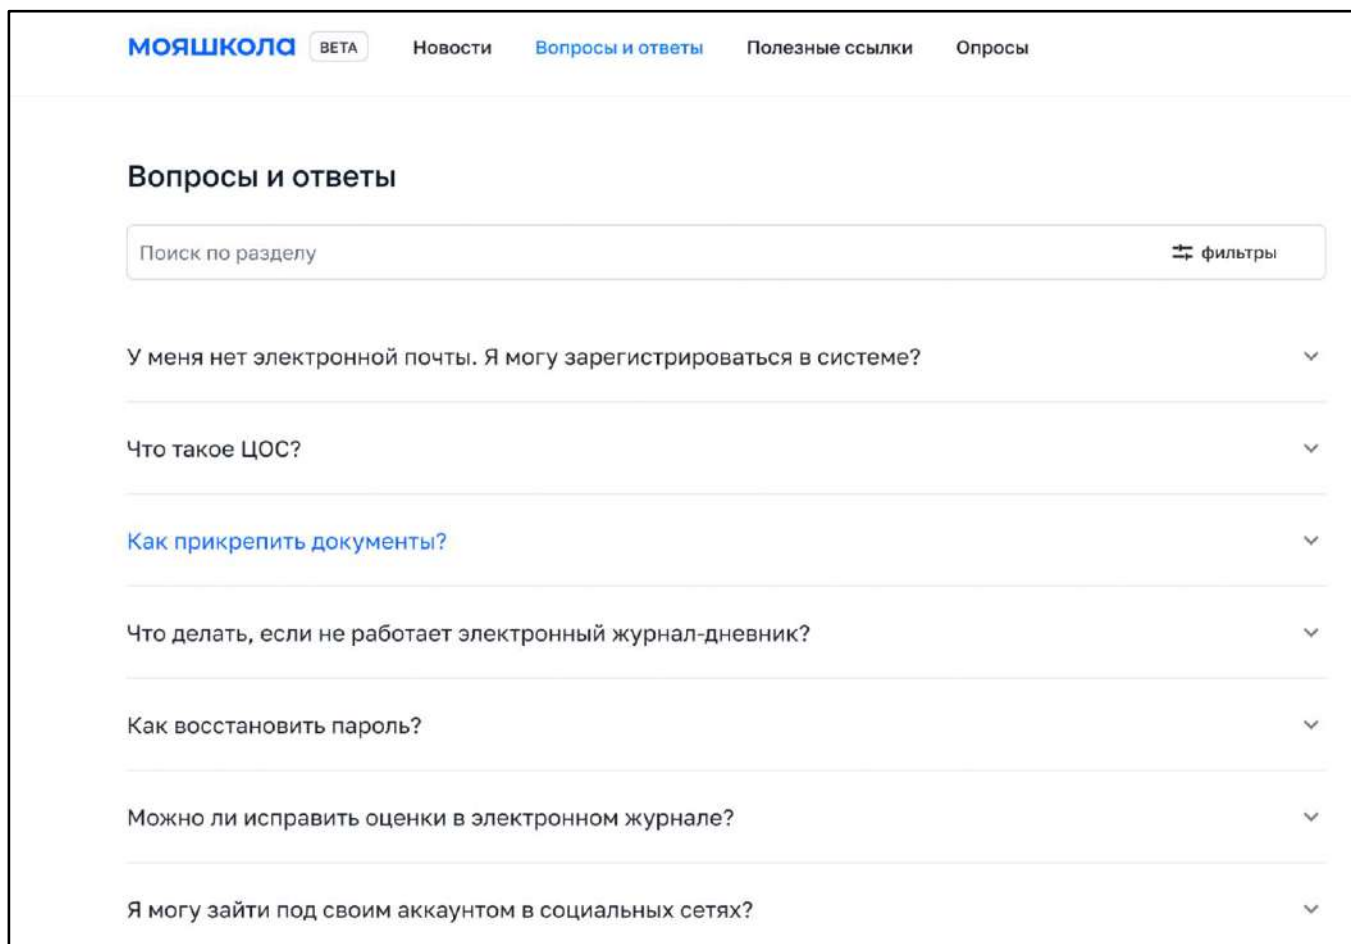 мояшкола BETA Новости Вопросы и ответы Полезные ссылки Опросы
Вопросы и ответы
Поиск по разделу фильтры
У меня нет электронной почты. Я могу зарегистрироваться в системе?
Что такое ЦОС?
Как прикрепить документы?
Что делать, если не работает электронный журнал-дневник?
Как восстановить пароль?
Можно ли исправить оценки в электронном журнале?
Я могу зайти под своим аккаунтом в социальных сетях?